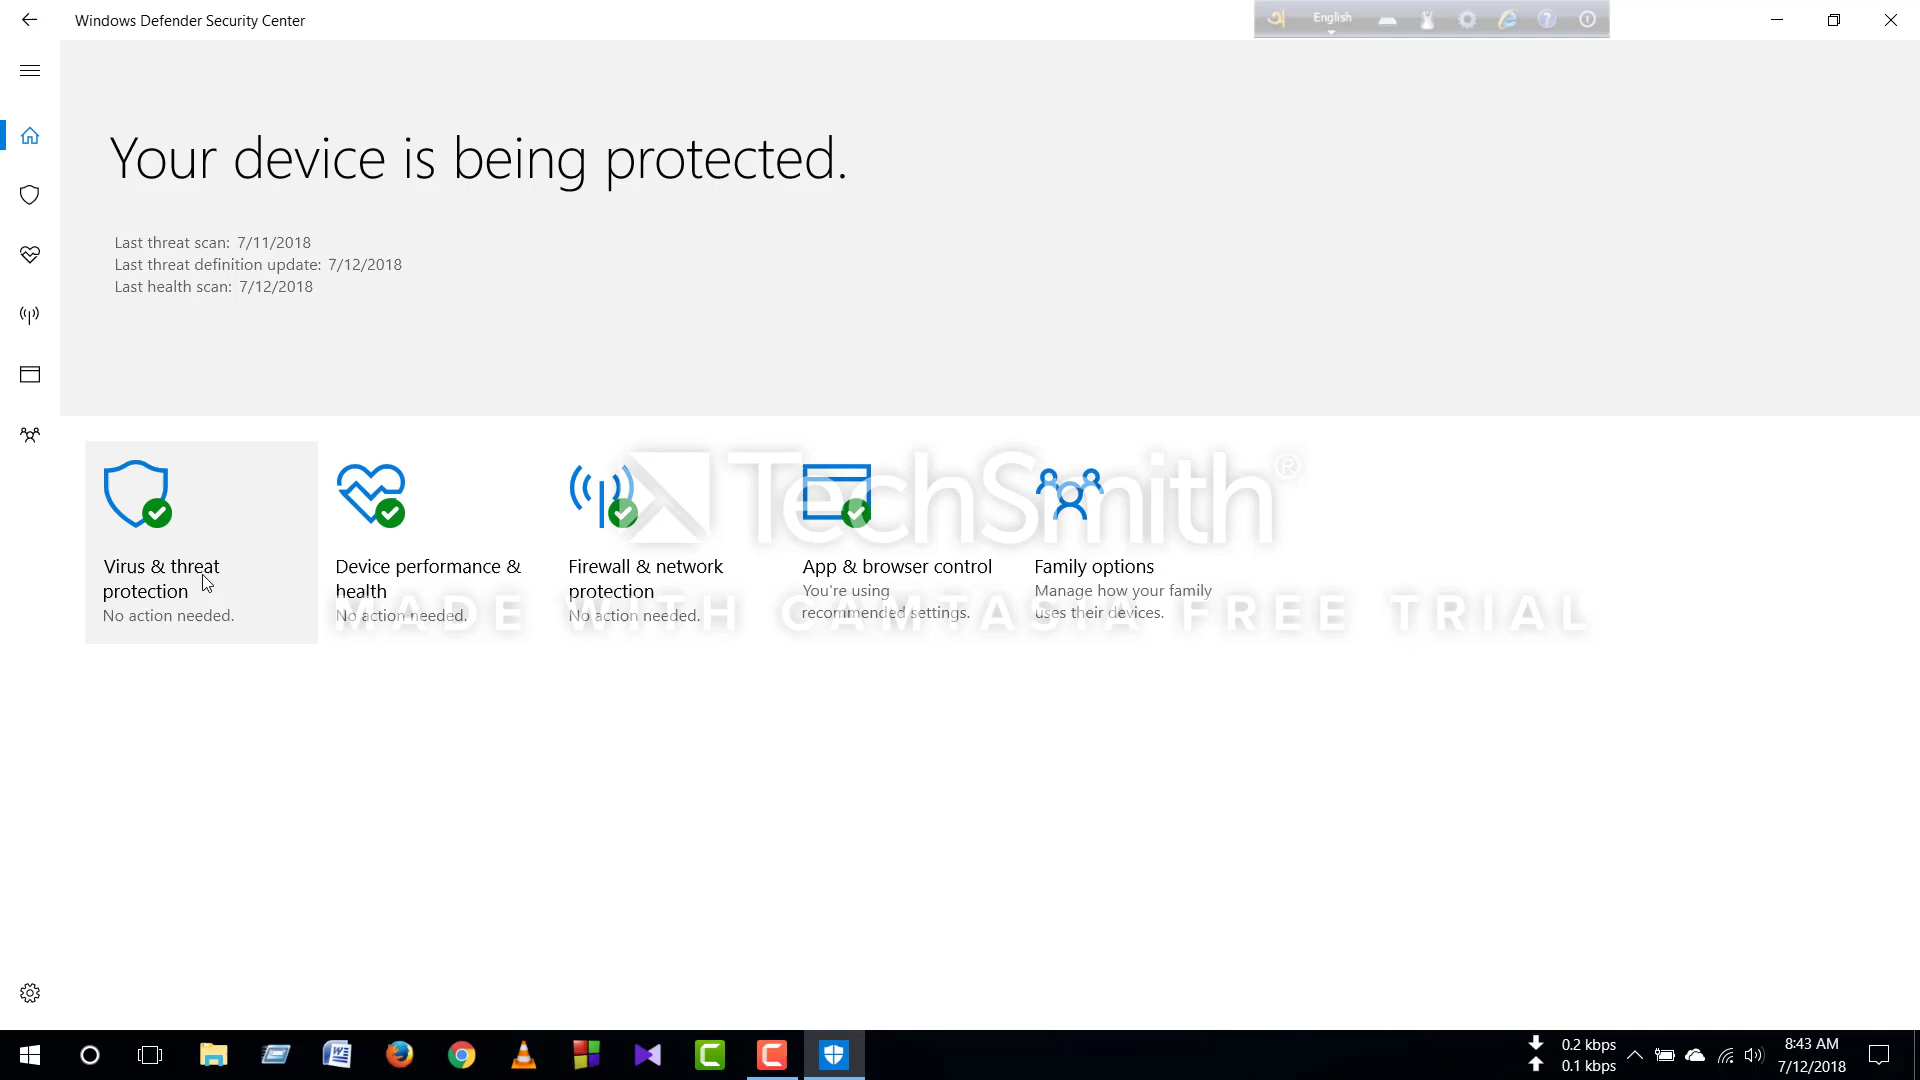 Windows Defender Security Center
English
Your device is being protected.
Last threat scan: 7/11/2018
Last threat definition update: 7/12/2018
Last health scan: 7/12/2018
TechSmith®
Virus & threat
protection
No action needed.
Device performance &
health
No action needed.
Firewall & network
protection
No action needed.
App & browser control
You're using
recommended settings.
Family options
Manage how your family
uses their devices.
MADE WITH CAMTASIA FREE TRIAL
0.2 kbps
0.1 kbps
8:43 AM
7/12/2018